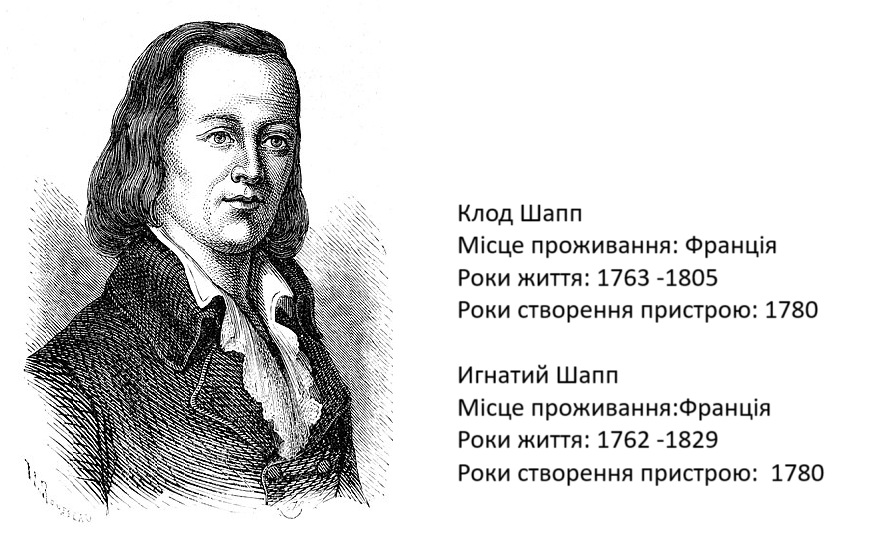 Клод Шапп
Місце проживання: Франція
Роки життя: 1763 -1805
Роки створення пристрою: 1780
Игнатий Шапп
Місце проживання:Франція
Роки життя: 1762 -1829
Роки створення пристрою: 1780